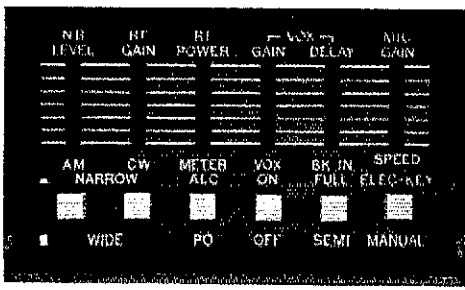 NB RF RF VOX MIC
LEVEL GAIN POWER GAIN DELAY GAIN
AM CW METER VOX BK IN SPEED
NARROW ALC ON FULL ELEC-KEY
WIDE PO OFF SEMI MANUAL